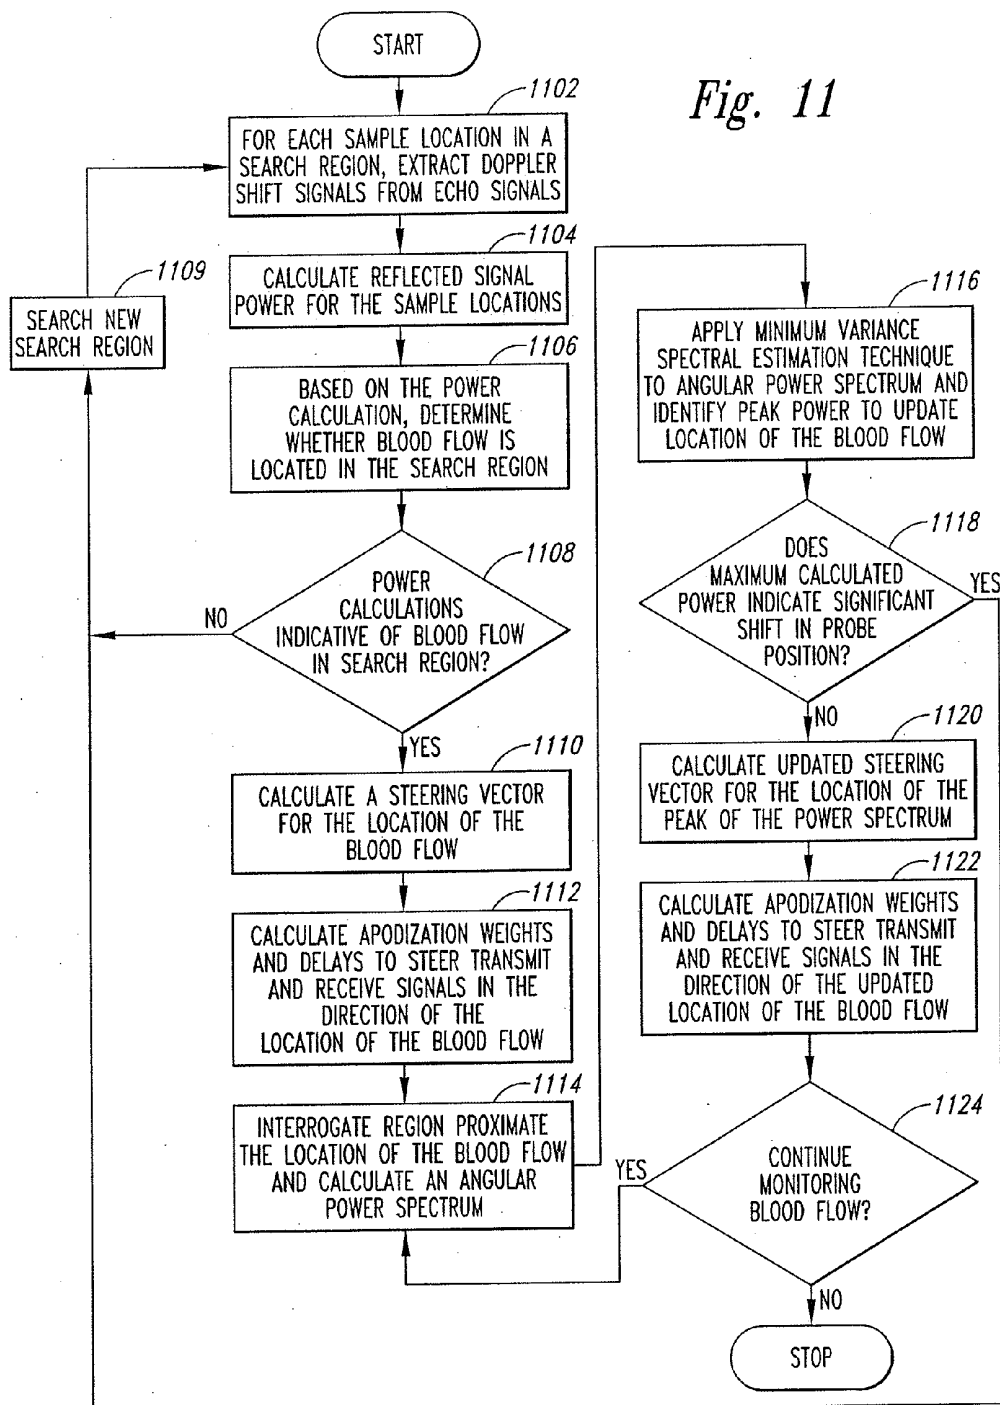 START
Fig. 11
1102
FOR EACH SAMPLE LOCATION IN A
SEARCH REGION, EXTRACT DOPPLER
SHIFT SIGNALS FROM ECHO SIGNALS
1104
CALCULATE REFLECTED SIGNAL
POWER FOR THE SAMPLE LOCATIONS
1109
SEARCH NEW
SEARCH REGION
1106
BASED ON THE POWER
CALCULATION, DETERMINE
WHETHER BLOOD FLOW IS
LOCATED IN THE SEARCH REGION
1108
POWER
CALCULATIONS
INDICATIVE OF BLOOD FLOW
IN SEARCH REGION?
NO
YES
1110
CALCULATE A STEERING VECTOR
FOR THE LOCATION OF THE
BLOOD FLOW
1112
CALCULATE APODIZATION WEIGHTS
AND DELAYS TO STEER TRANSMIT
AND RECEIVE SIGNALS IN THE
DIRECTION OF THE
LOCATION OF THE BLOOD FLOW
1114
INTERROGATE REGION PROXIMATE
THE LOCATION OF THE BLOOD FLOW
AND CALCULATE AN ANGULAR
POWER SPECTRUM
1116
APPLY MINIMUM VARIANCE
SPECTRAL ESTIMATION TECHNIQUE
TO ANGULAR POWER SPECTRUM AND
IDENTIFY PEAK POWER TO UPDATE
LOCATION OF THE BLOOD FLOW
1118
DOES
MAXIMUM CALCULATED
POWER INDICATE SIGNIFICANT
SHIFT IN PROBE
POSITION?
YES
NO
1120
CALCULATE UPDATED STEERING
VECTOR FOR THE LOCATION OF THE
PEAK OF THE POWER SPECTRUM
1122
CALCULATE APODIZATION WEIGHTS
AND DELAYS TO STEER TRANSMIT
AND RECEIVE SIGNALS IN THE
DIRECTION OF THE UPDATED
LOCATION OF THE BLOOD FLOW
1124
CONTINUE
MONITORING
BLOOD FLOW?
YES
NO
STOP